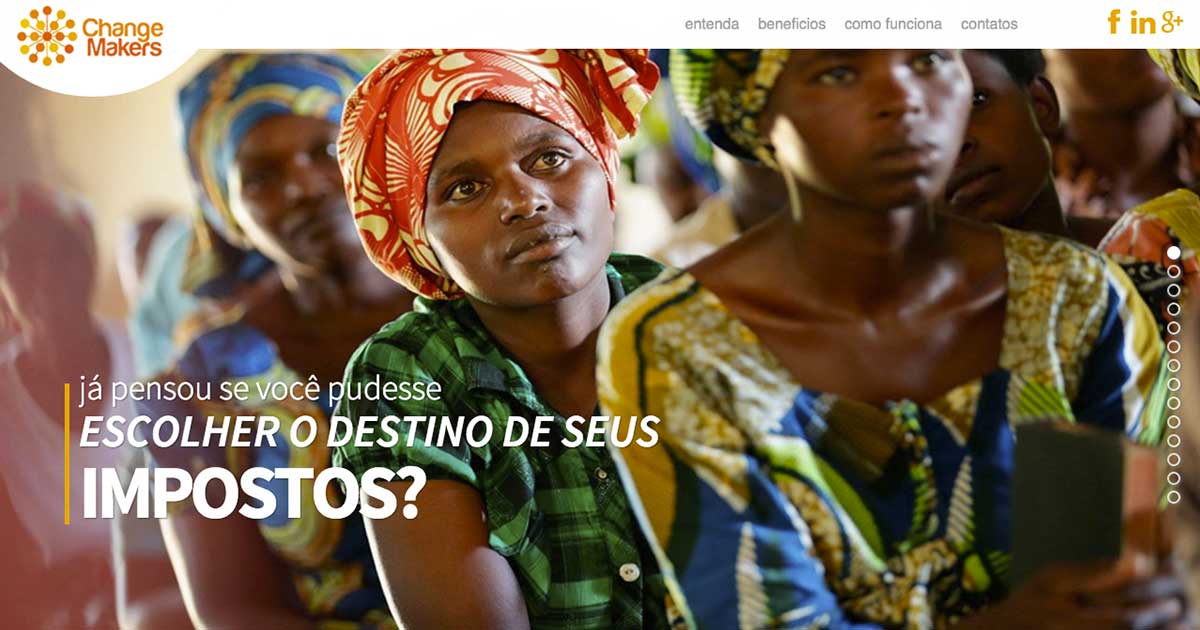 Change
Makers
entenda beneficios como funciona contatos
f in g+
já pensou se você pudesse
ESCOLHER O DESTINO DE SEUS
IMPOSTOS?